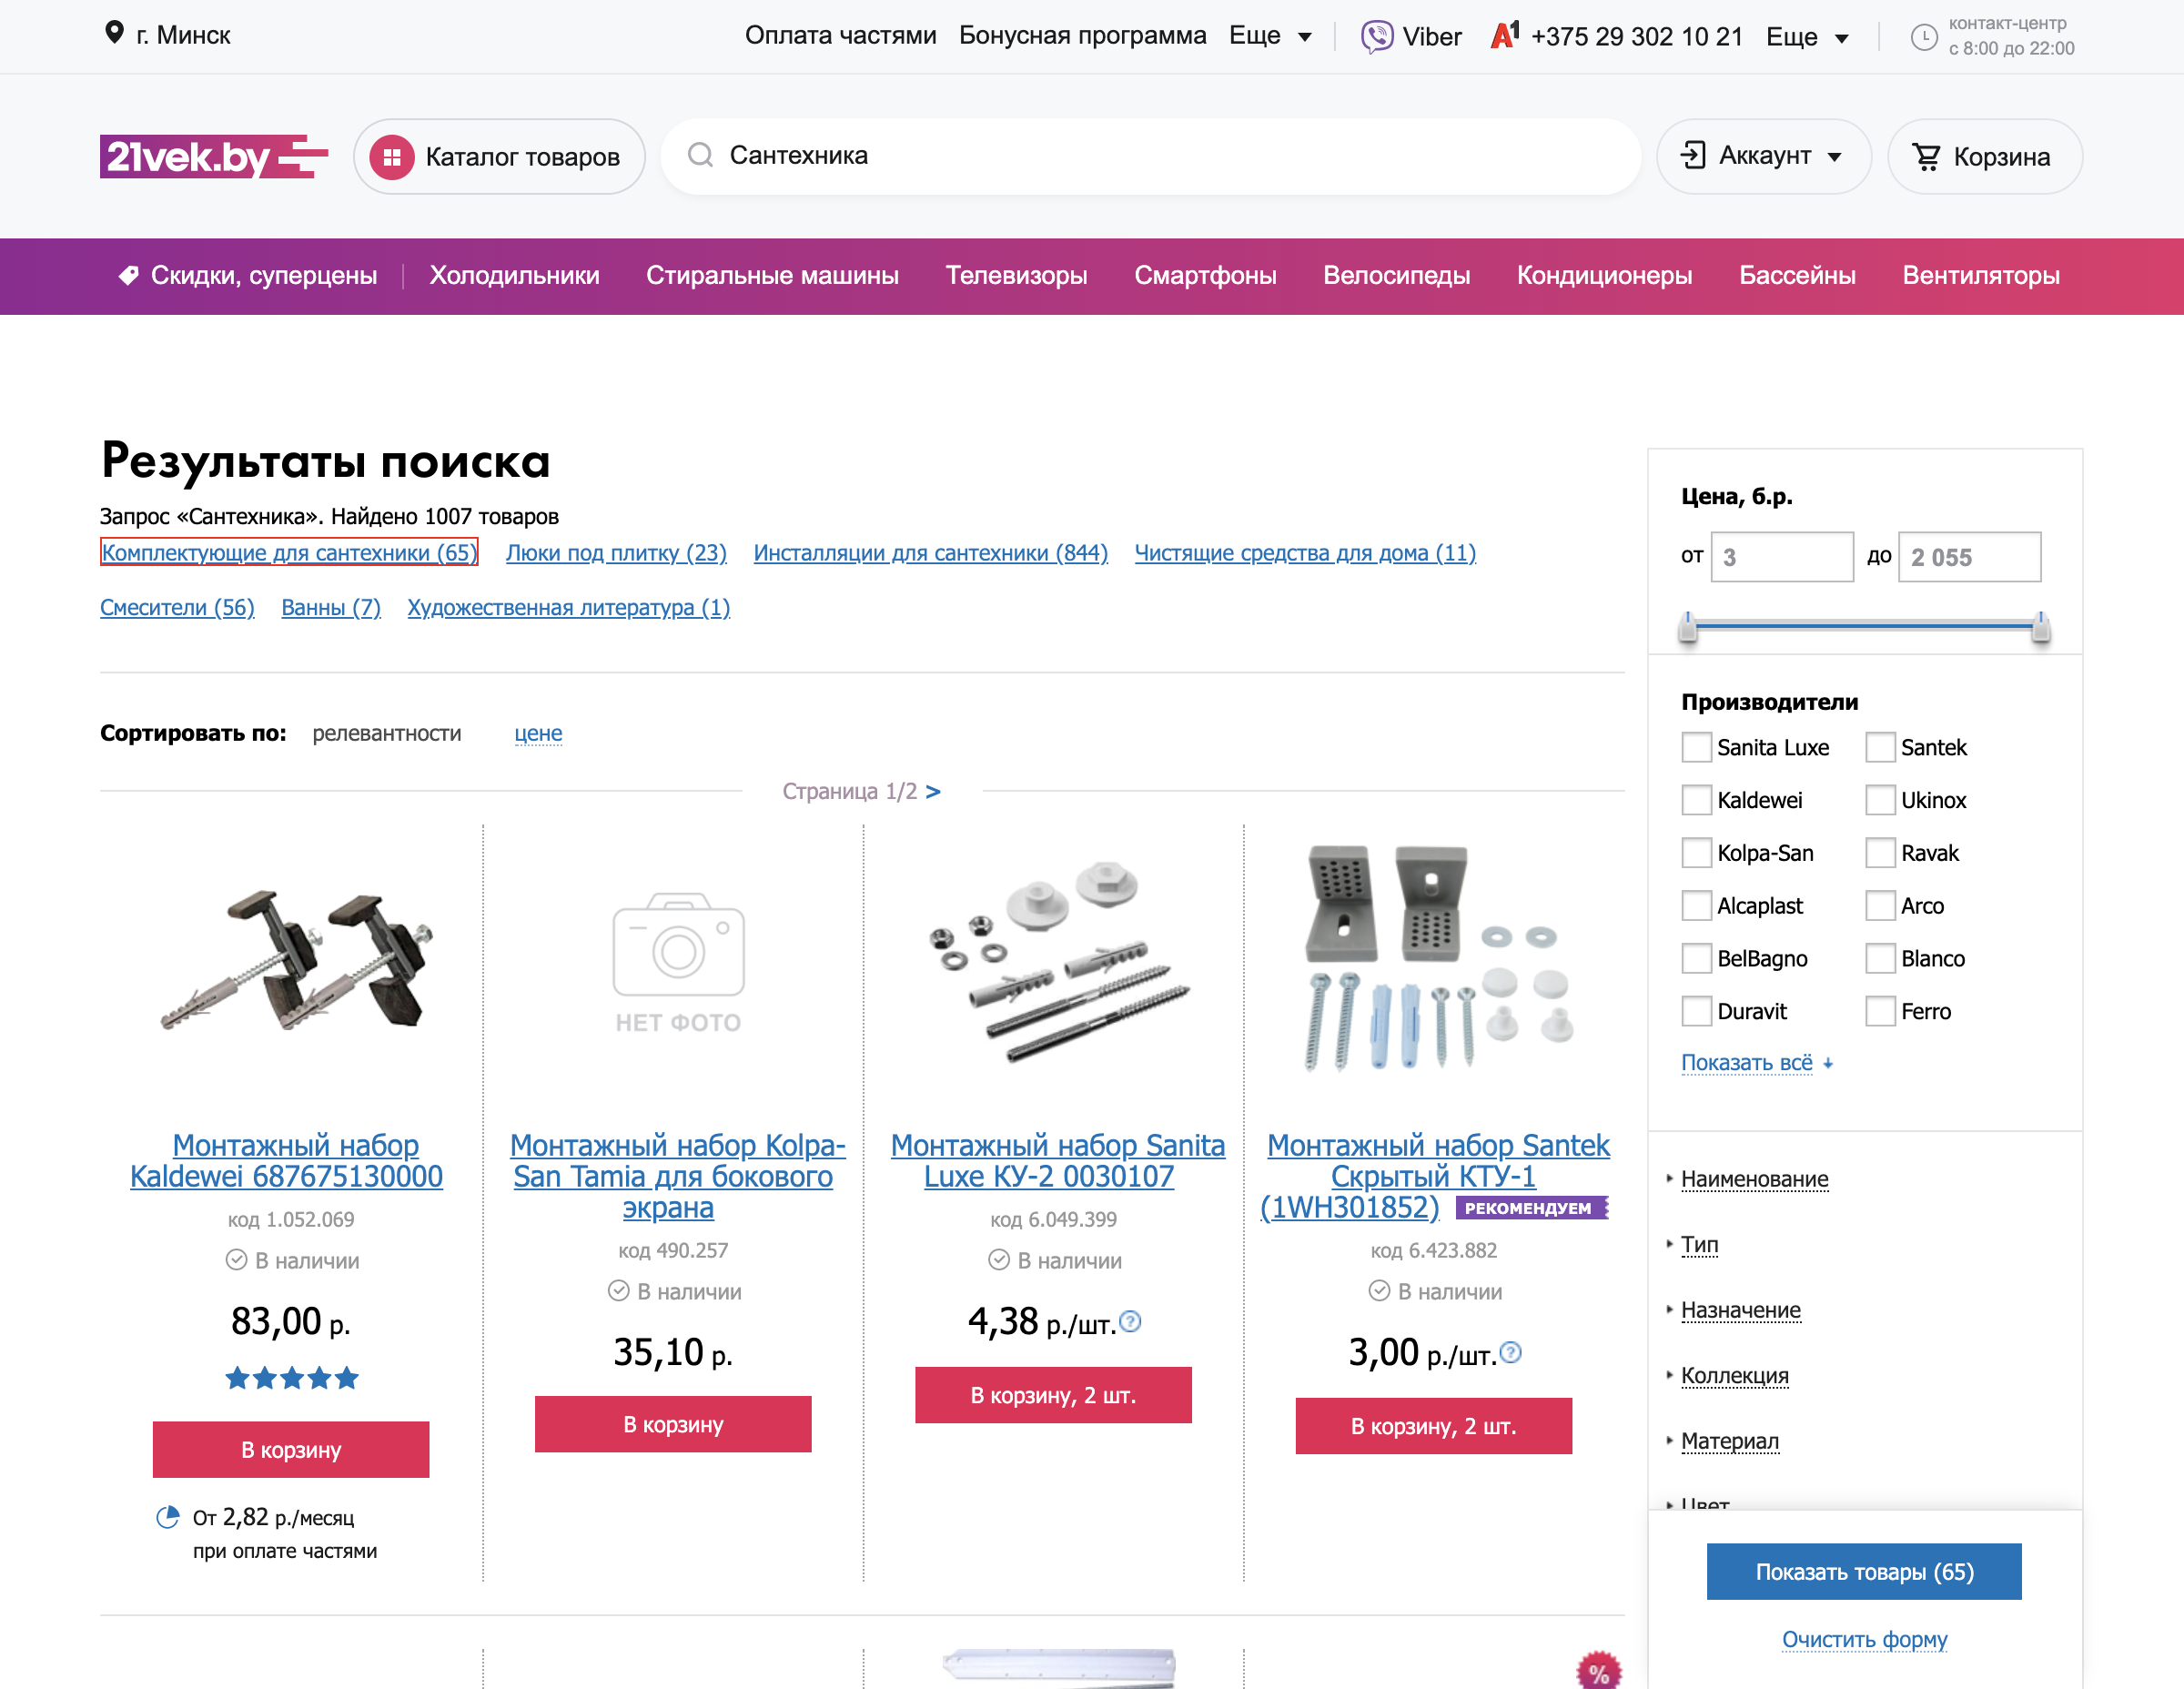 г. Минск
Оплата частями Бонусная программа Еще
Viber
A1 +375 29 302 10 21 Еще
контакт-центр
с 8:00 до 22:00
21vek.by
Каталог товаров
Сантехника
Аккаунт
Корзина
Скидки, суперцены Холодильники Стиральные машины Телевизоры Смартфоны Велосипеды Кондиционеры Бассейны Вентиляторы
Результаты поиска
Запрос «Сантехника». Найдено 1007 товаров
Комплектующие для сантехники (65) Люки под плитку (23) Инсталляции для сантехники (844) Чистящие средства для дома (11)
Смесители (56) Ванны (7) Художественная литература (1)
Сортировать по: релевантности цене
Страница 1/2 >
НЕТ ФОТО
Монтажный набор
Kaldewei 687675130000
код 1.052.069
В наличии
83,00 р.
В корзину
От 2,82 р./месяц
при оплате частями
Монтажный набор Kolpa-
San Tamia для бокового
экрана
код 490.257
В наличии
35,10 р.
В корзину
Монтажный набор Sanita
Luxe КУ-2 0030107
код 6.049.399
В наличии
4,38 р./шт. ?
В корзину, 2 шт.
Монтажный набор Santek
Скрытый КТУ-1
(1WH301852) РЕКОМЕНДУЕМ
код 6.423.882
В наличии
3,00 р./шт. ?
В корзину, 2 шт.
%
Цена, б.р.
от 3 до 2 055
Производители
Sanita Luxe Santek
Kaldewei Ukinox
Kolpa-San Ravak
Alcaplast Arco
BelBagno Blanco
Duravit Ferro
Показать всё ↓
Наименование
Тип
Назначение
Коллекция
Материал
Цвет
Показать товары (65)
Очистить форму